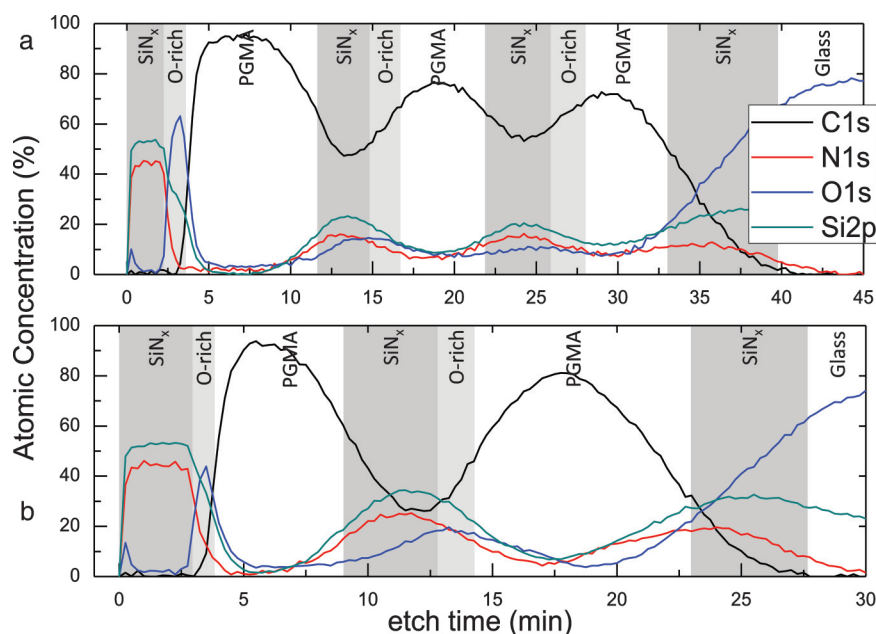 a
SiNx
O-rich
PGMA
SiNx
O-rich
PGMA
SiNx
O-rich
PGMA
SiNx
Glass
100
80
60
40
20
0
C1s
N1s
O1s
Si2p
0 5 10 15 20 25 30 35 40 45
Atomic Concentration (%)
b
SiNx
O-rich
PGMA
SiNx
O-rich
PGMA
SiNx
Glass
100
80
60
40
20
0
0 5 10 15 20 25 30
etch time (min)